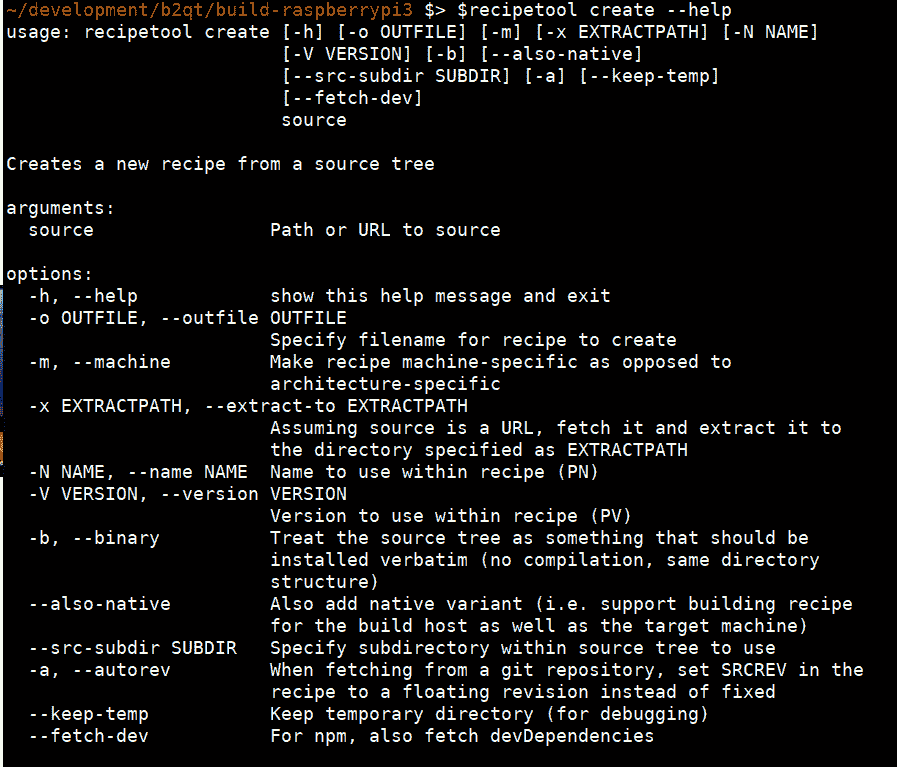 ~/development/b2qt/build-raspberrypi3 $> $recipetool create --help
usage: recipetool create [-h] [-o OUTFILE] [-m] [-x EXTRACTPATH] [-N NAME]
                         [-V VERSION] [-b] [--also-native]
                         [--src-subdir SUBDIR] [-a] [--keep-temp]
                         [--fetch-dev]
                         source

Creates a new recipe from a source tree

arguments:
  source                Path or URL to source

options:
  -h, --help            show this help message and exit
  -o OUTFILE, --outfile OUTFILE
                        Specify filename for recipe to create
  -m, --machine         Make recipe machine-specific as opposed to
                        architecture-specific
  -x EXTRACTPATH, --extract-to EXTRACTPATH
                        Assuming source is a URL, fetch it and extract it to
                        the directory specified as EXTRACTPATH
  -N NAME, --name NAME  Name to use within recipe (PN)
  -V VERSION, --version VERSION
                        Version to use within recipe (PV)
  -b, --binary          Treat the source tree as something that should be
                        installed verbatim (no compilation, same directory
                        structure)
  --also-native         Also add native variant (i.e. support building recipe
                        for the build host as well as the target machine)
  --src-subdir SUBDIR   Specify subdirectory within source tree to use
  -a, --autorev         When fetching from a git repository, set SRCREV in the
                        recipe to a floating revision instead of fixed
  --keep-temp           Keep temporary directory (for debugging)
  --fetch-dev           For npm, also fetch devDependencies